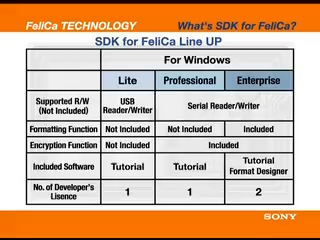 FeliCa TECHNOLOGY What's SDK for FeliCa?
SDK for FeliCa Line UP
For Windows
Lite Professional Enterprise
Supported R/W
(Not Included)
USB
Reader/Writer
Serial Reader/Writer
Formatting Function Not Included Not Included Included
Encryption Function Not Included Included
Included Software Tutorial Tutorial Tutorial
Format Designer
No. of Developer's
Lisence
1 1 2
SONY